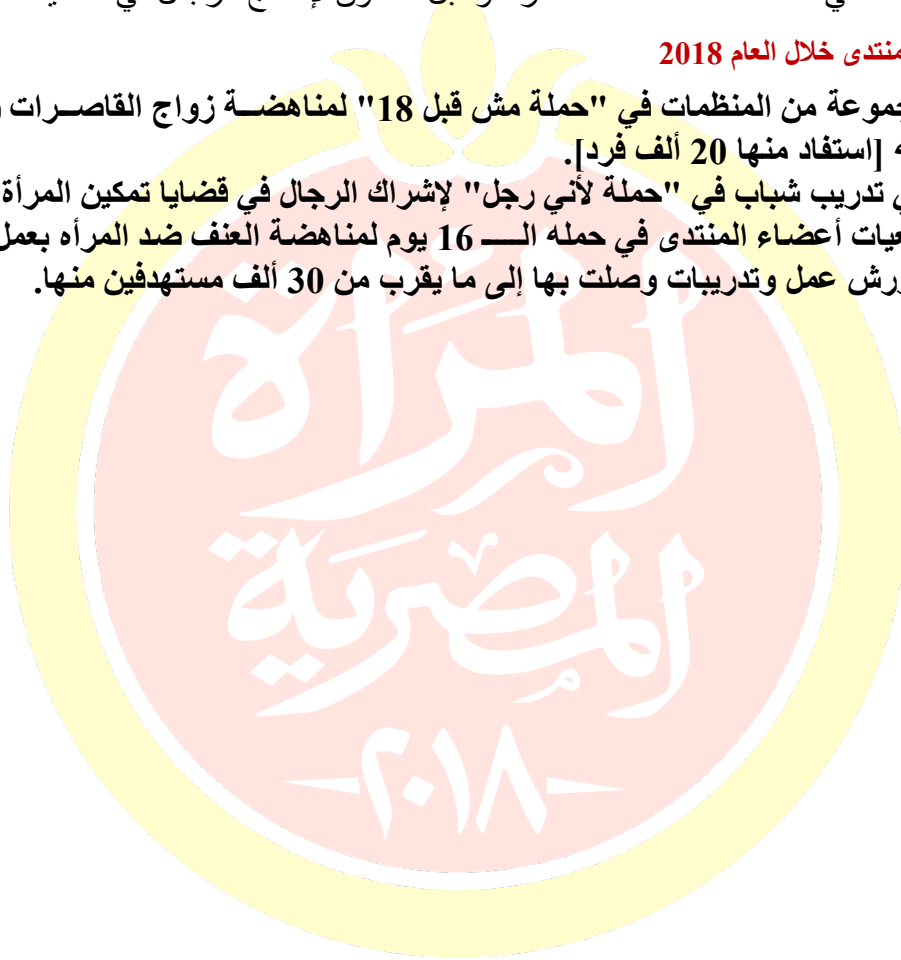 منتدى خلال العام 2018
جموعة من المنظمات في "حملة مش قبل 18" لمناهضة زواج القاصرات
[استفاد منها 20 ألف فرد].
تدريب شباب في "حملة لأني رجل" لإشراك الرجال في قضايا تمكين المرأة
عيات أعضاء المنتدى في حمله الـ 16 يوم لمناهضة العنف ضد المرأه بعمل
ورش عمل وتدريبات وصلت بها إلى ما يقرب من 30 ألف مستهدفين منها.
المرأة
المصرية
٢٠١٨